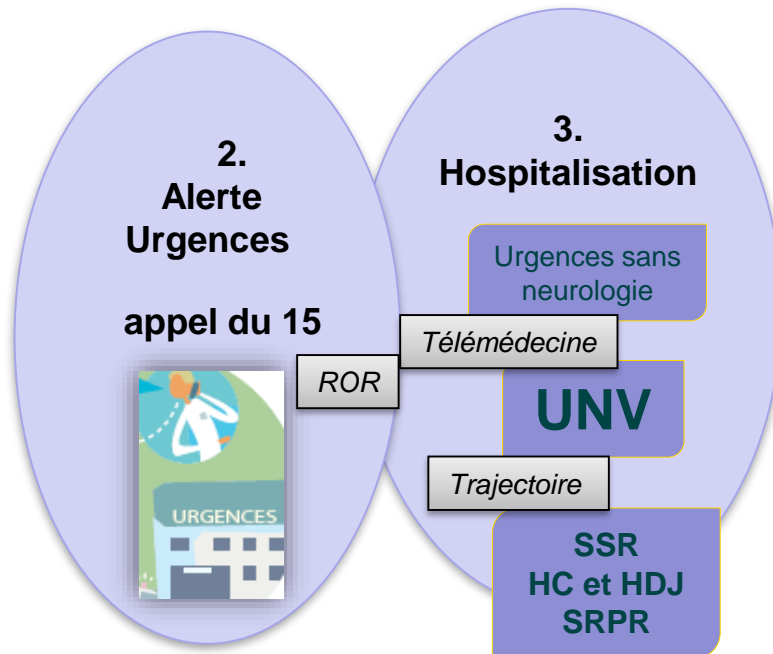 2.
Alerte
Urgences
appel du 15
URGENCES
ROR
3.
Hospitalisation
Urgences sans
neurologie
Télémédecine
UNV
Trajectoire
SSR
HC et HDJ
SRPR